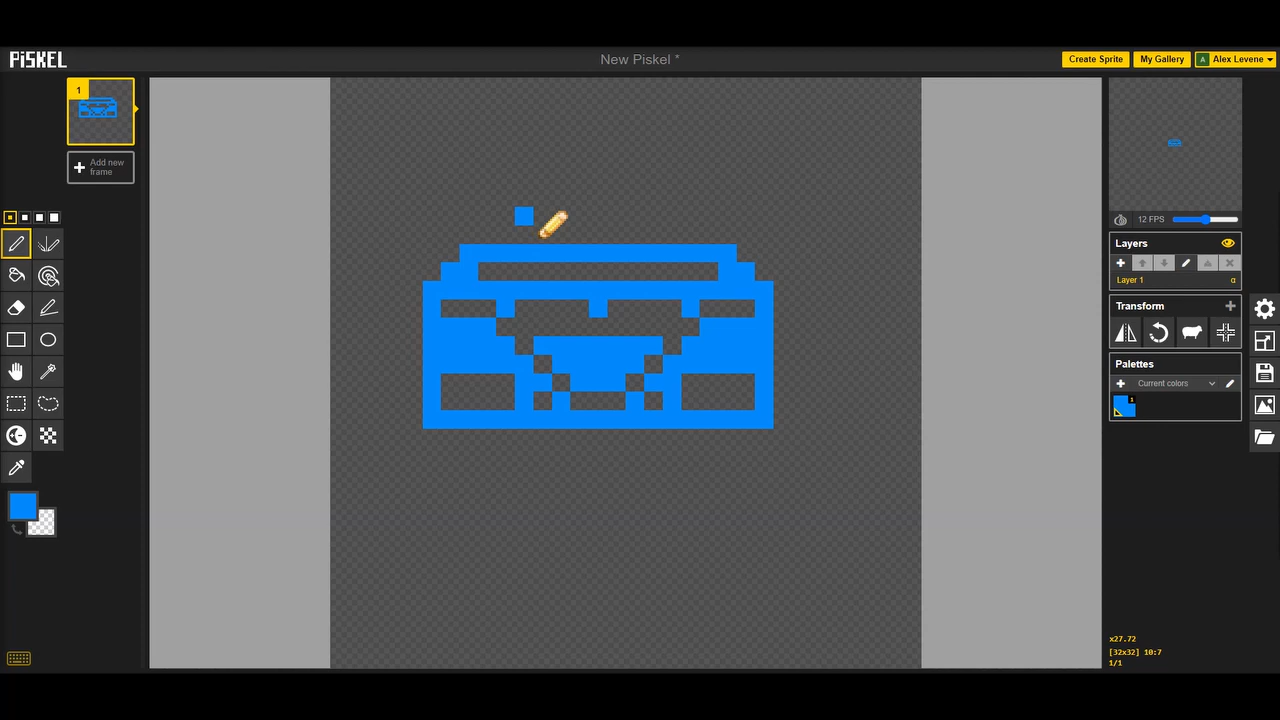 PiSKEL
New Piskel *
Create Sprite
My Gallery
A
Alex Levene
1
Add new
frame
12 FPS
Layers
Layer 1
α
Transform
Palettes
Current colors
1
x27.72
[32x32] 10:7
1/1